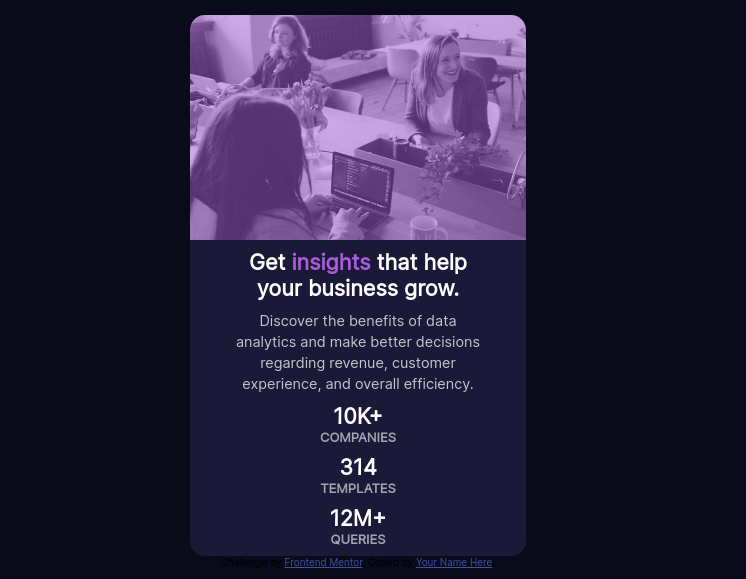 Get insights that help
your business grow.
Discover the benefits of data
analytics and make better decisions
regarding revenue, customer
experience, and overall efficiency.
10K+
COMPANIES
314
TEMPLATES
12M+
QUERIES
Challenge by Frontend Mentor. Coded by Your Name Here